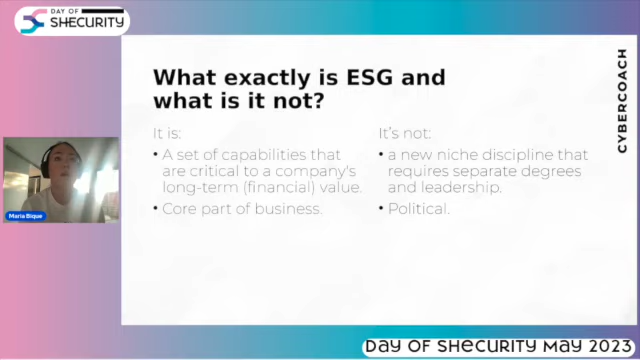 DAY OF
SHECURITY
What exactly is ESG and
what is it not?
It is:
• A set of capabilities that
are critical to a company's
long-term (financial) value.
• Core part of business.
It's not:
• a new niche discipline that
requires separate degrees
and leadership.
• Political.
CYBERCOACH
Maria Bique
DAY OF SHECURITY MAY 2023